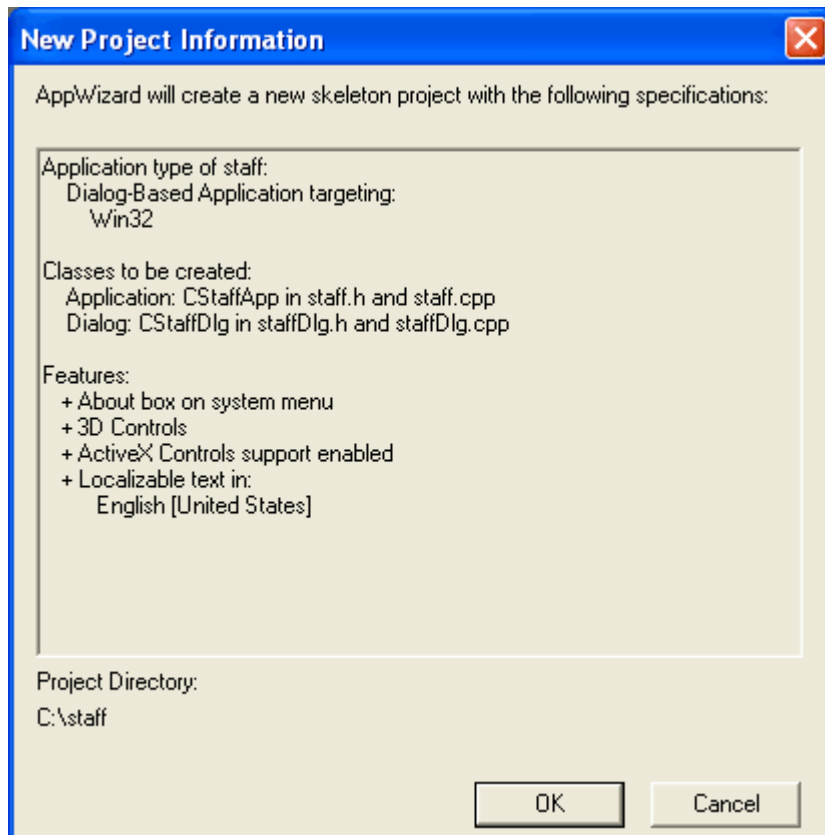 New Project Information
AppWizard will create a new skeleton project with the following specifications:
Application type of staff:
Dialog-Based Application targeting:
Win32
Classes to be created:
Application: CStaffApp in staff.h and staff.cpp
Dialog: CStaffDlg in staffDlg.h and staffDlg.cpp
Features:
+ About box on system menu
+ 3D Controls
+ ActiveX Controls support enabled
+ Localizable text in:
English [United States]
Project Directory:
C:\staff
OK Cancel